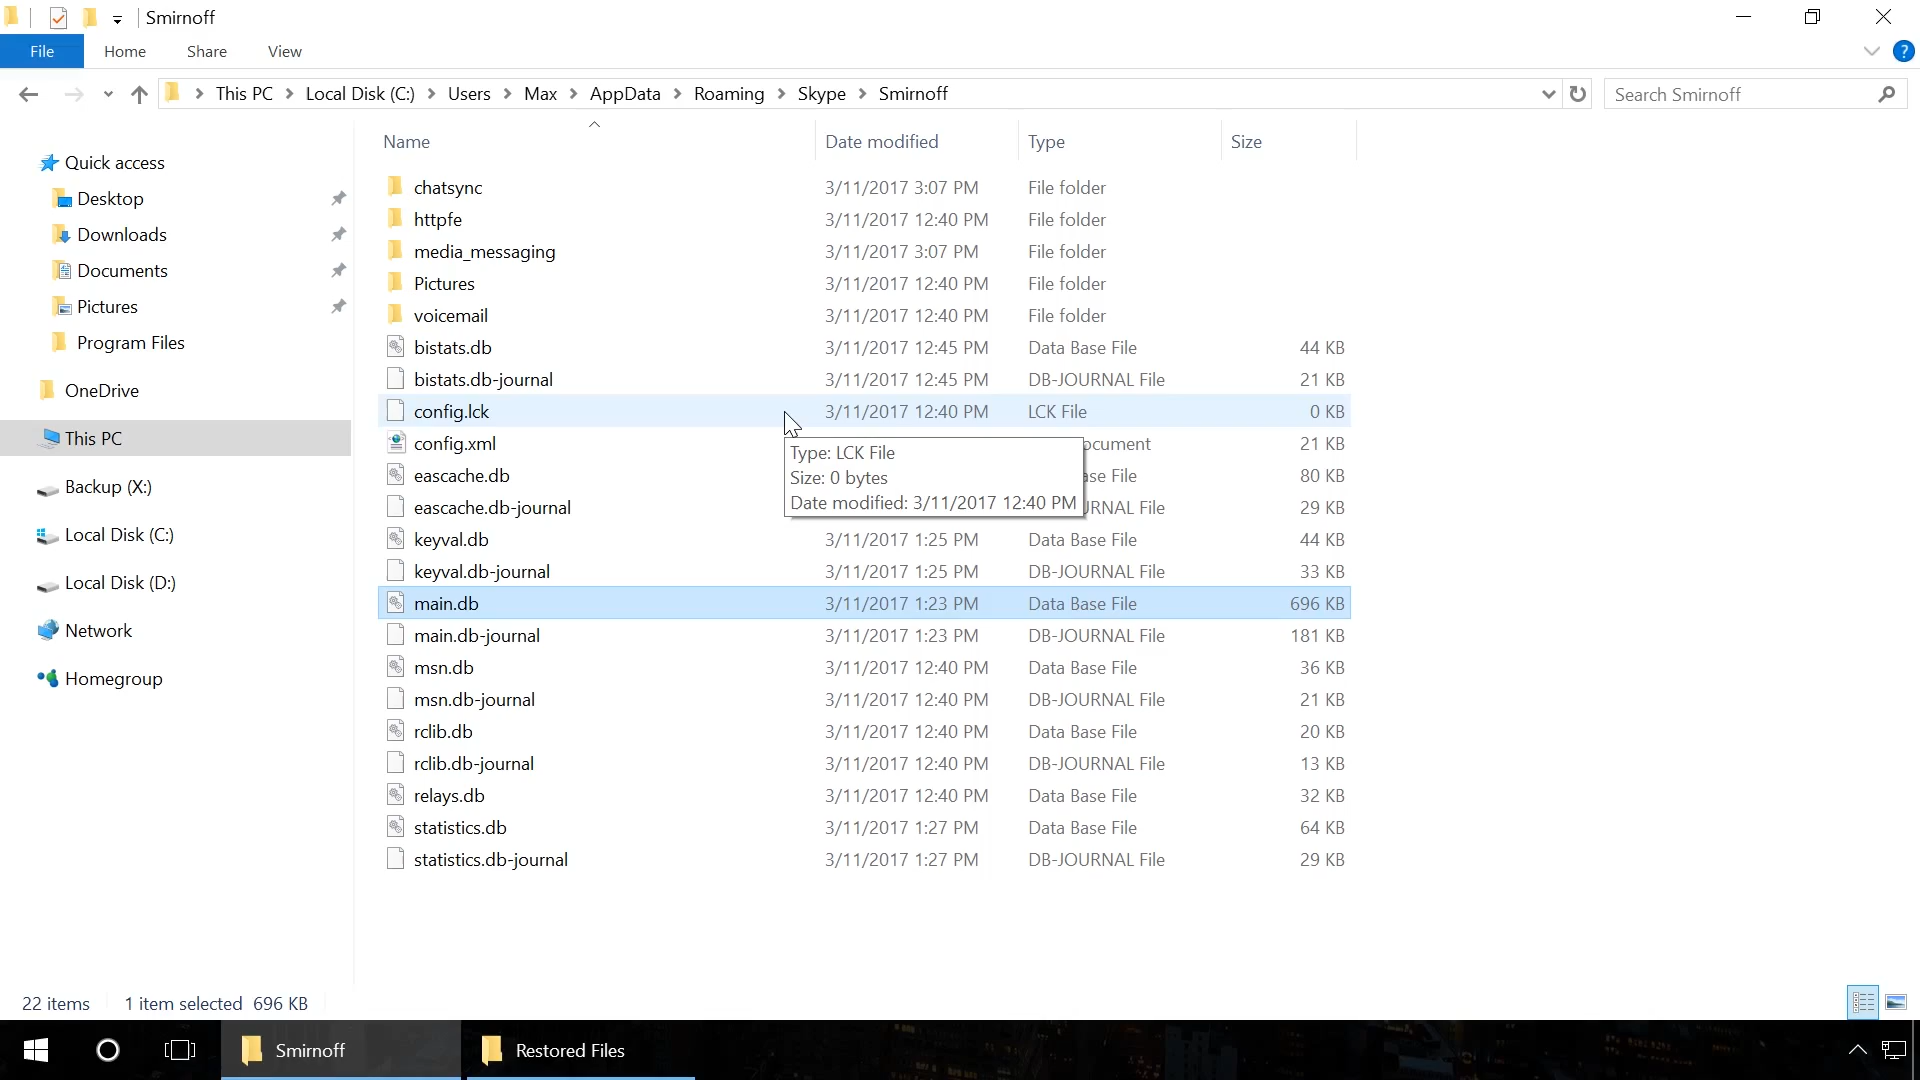 Smirnoff
File Home Share View
This PC Local Disk (C:) Users Max AppData Roaming Skype Smirnoff
Search Smirnoff
Name Date modified Type Size
Quick access
Desktop
Downloads
Documents
Pictures
Program Files
OneDrive
This PC
Backup (X:)
Local Disk (C:)
Local Disk (D:)
Network
Homegroup
chatsync 3/11/2017 3:07 PM File folder
httpfe 3/11/2017 12:40 PM File folder
media_messaging 3/11/2017 3:07 PM File folder
Pictures 3/11/2017 12:40 PM File folder
voicemail 3/11/2017 12:40 PM File folder
bistats.db 3/11/2017 12:45 PM Data Base File 44 KB
bistats.db-journal 3/11/2017 12:45 PM DB-JOURNAL File 21 KB
config.lck 3/11/2017 12:40 PM LCK File 0 KB
config.xml ocument 21 KB
eascache.db se File 80 KB
eascache.db-journal JRNAL File 29 KB
Type: LCK File
Size: 0 bytes
Date modified: 3/11/2017 12:40 PM
keyval.db 3/11/2017 1:25 PM Data Base File 44 KB
keyval.db-journal 3/11/2017 1:25 PM DB-JOURNAL File 33 KB
main.db 3/11/2017 1:23 PM Data Base File 696 KB
main.db-journal 3/11/2017 1:23 PM DB-JOURNAL File 181 KB
msn.db 3/11/2017 12:40 PM Data Base File 36 KB
msn.db-journal 3/11/2017 12:40 PM DB-JOURNAL File 21 KB
rclib.db 3/11/2017 12:40 PM Data Base File 20 KB
rclib.db-journal 3/11/2017 12:40 PM DB-JOURNAL File 13 KB
relays.db 3/11/2017 12:40 PM Data Base File 32 KB
statistics.db 3/11/2017 1:27 PM Data Base File 64 KB
statistics.db-journal 3/11/2017 1:27 PM DB-JOURNAL File 29 KB
22 items 1 item selected 696 KB
Smirnoff Restored Files